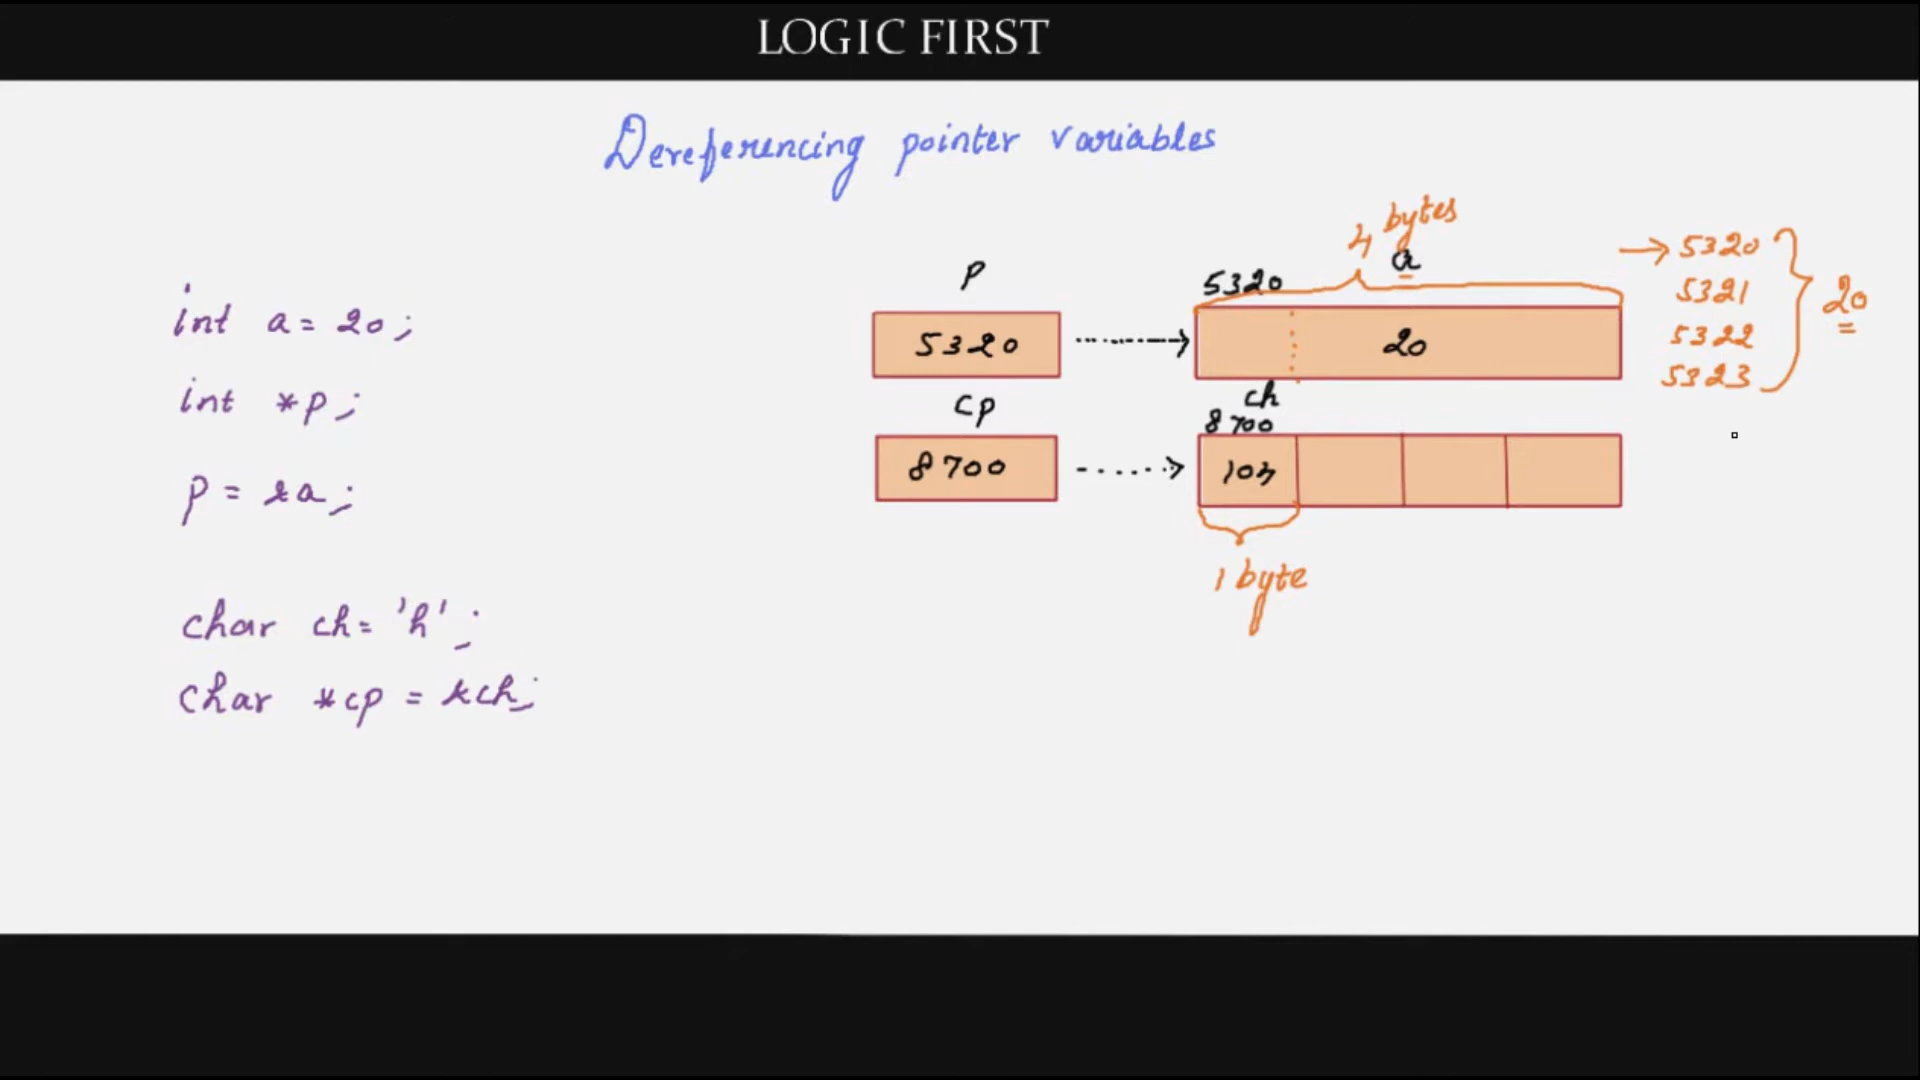 LOGIC FIRST
Dereferencing pointer variables
int a = 20;
int *p;
p = &a;
char ch = 'h';
char *cp = &ch;
4 bytes
p
5320
a
5320
20
→ 5320
5321
5322
5323
20
cp
ch
8700
8700
104
1 byte